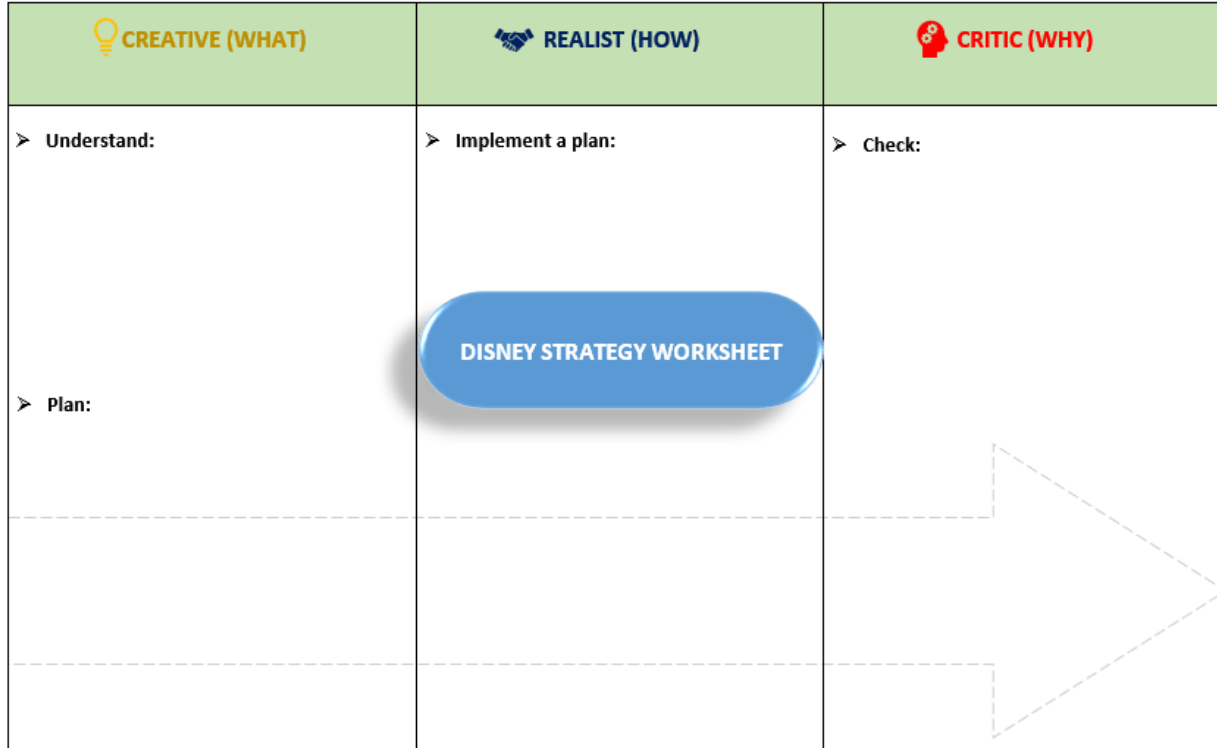 CREATIVE (WHAT)
REALIST (HOW)
CRITIC (WHY)
➢ Understand:
➢ Plan:
➢ Implement a plan:
DISNEY STRATEGY WORKSHEET
➢ Check: